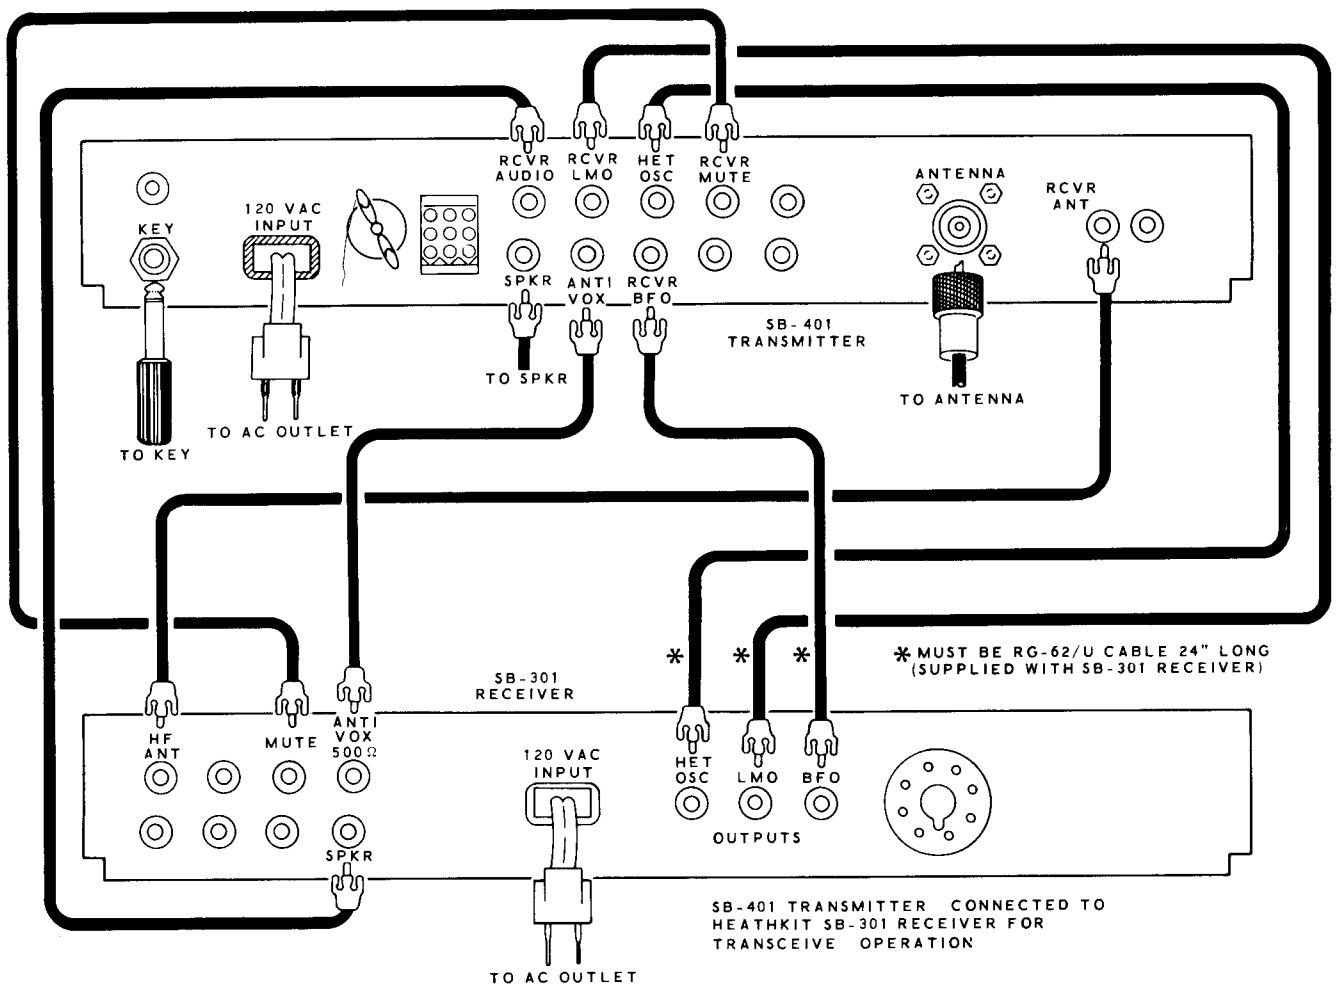 RCVR AUDIO
RCVR LMO
HET OSC
RCVR MUTE
ANTENNA
RCVR ANT
KEY
120 VAC INPUT
SPKR
ANTI VOX
RCVR BFO
SB-401
TRANSMITTER
TO SPKR
TO ANTENNA
TO AC OUTLET
TO KEY
* MUST BE RG-62/U CABLE 24" LONG
(SUPPLIED WITH SB-301 RECEIVER)
* * *
SB-301
RECEIVER
HF ANT
MUTE
ANTI VOX 500Ω
120 VAC INPUT
HET OSC
LMO
BFO
OUTPUTS
SPKR
SB-401 TRANSMITTER CONNECTED TO
HEATHKIT SB-301 RECEIVER FOR
TRANSCEIVE OPERATION
TO AC OUTLET